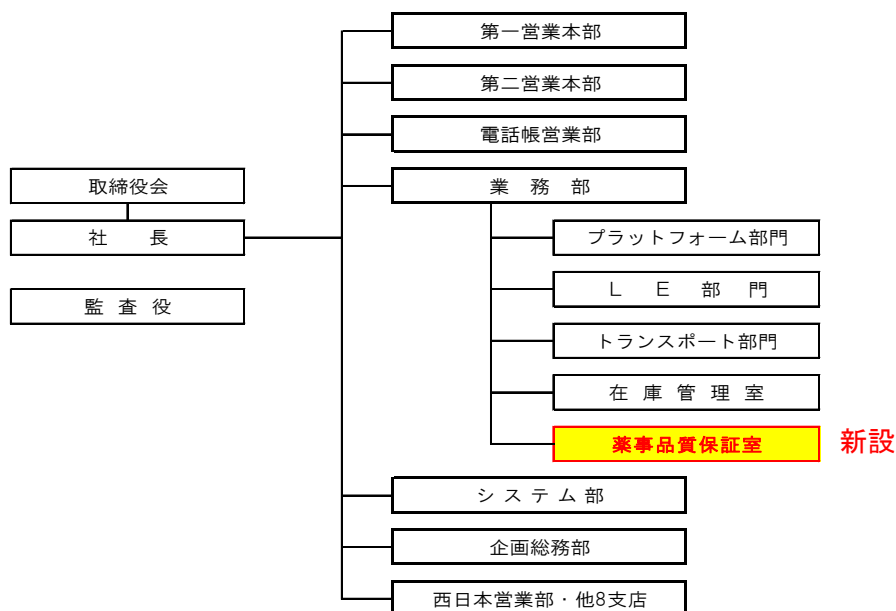 第一営業本部
第二営業本部
電話帳営業部
取締役会
業 務 部
社 長
プラットフォーム部門
監 査 役
L E 部 門
トランスポート部門
在 庫 管 理 室
薬事品質保証室 新設
シ ス テ ム 部
企画総務部
西日本営業部・他8支店